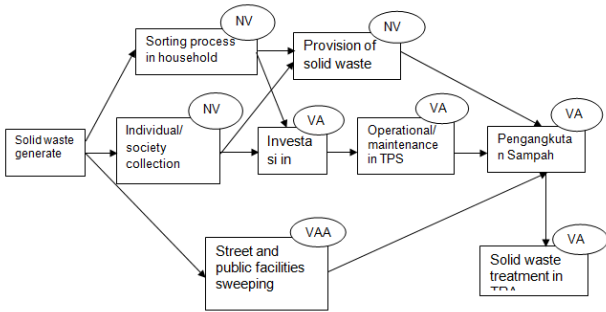 NV
Sorting process
in household
NV
Provision of
solid waste
Solid waste
generate
NV
Individual/
society
collection
VA
Investa
si in
VA
Operational/
maintenance
in TPS
VA
Pengangkuta
n Sampah
VAA
Street and
public facilities
sweeping
VA
Solid waste
treatment in